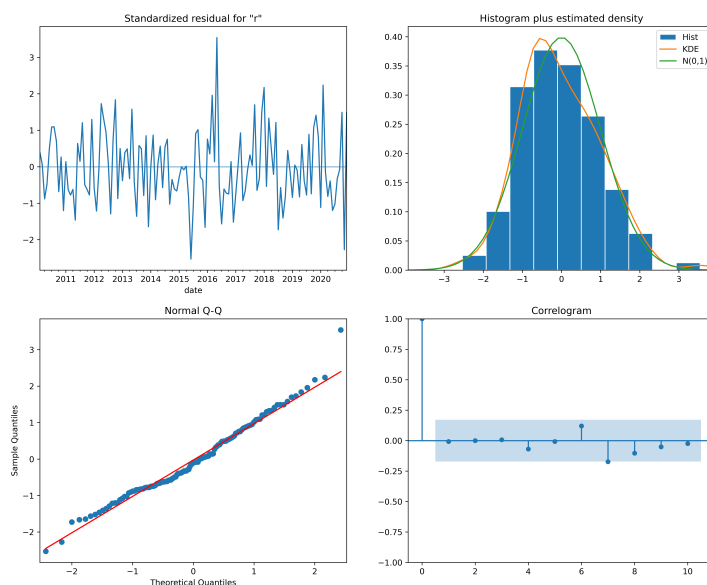 Standardized residual for "r"
3
2
1
0
−1
−2
2011 2012 2013 2014 2015 2016 2017 2018 2019 2020
date
Histogram plus estimated density
Hist
KDE
N(0,1)
0.40
0.35
0.30
0.25
0.20
0.15
0.10
0.05
0.00
−3 −2 −1 0 1 2 3
Normal Q-Q
Sample Quantiles
3
2
1
0
−1
−2
−2 −1 0 1 2
Theoretical Quantiles
Correlogram
1.00
0.75
0.50
0.25
0.00
−0.25
−0.50
−0.75
−1.00
0 2 4 6 8 10